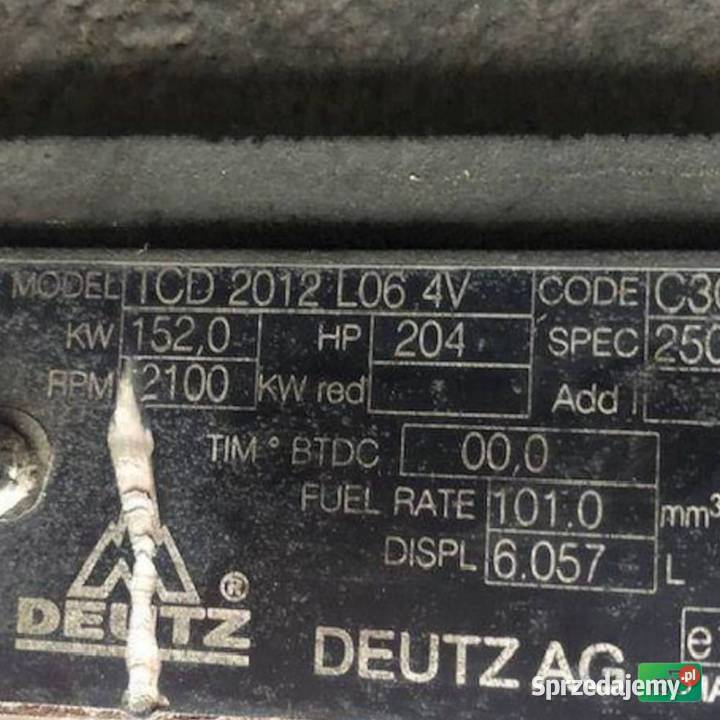 MODEL TCD 2012 L06 4V CODE
KW 152,0 HP 204 SPEC
RPM 2100 KW red Add
TIM ° BTDC 00,0
FUEL RATE 101.0 mm³
DISPL 6.057 L
DEUTZ ®
DEUTZ AG
Sprzedajemy.pl